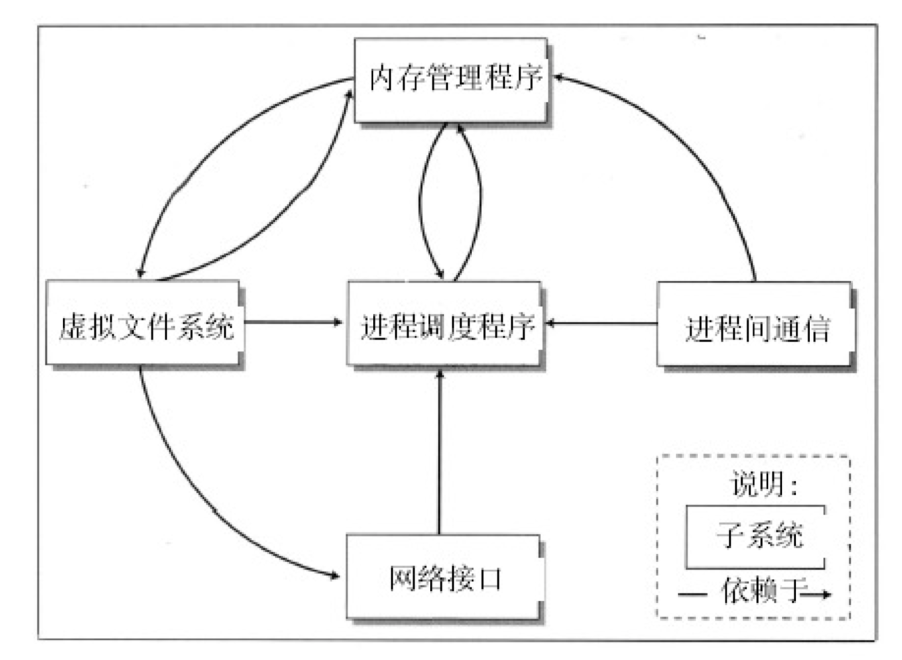 内存管理程序
虚拟文件系统
进程调度程序
进程间通信
网络接口
说明:
子系统
依赖于